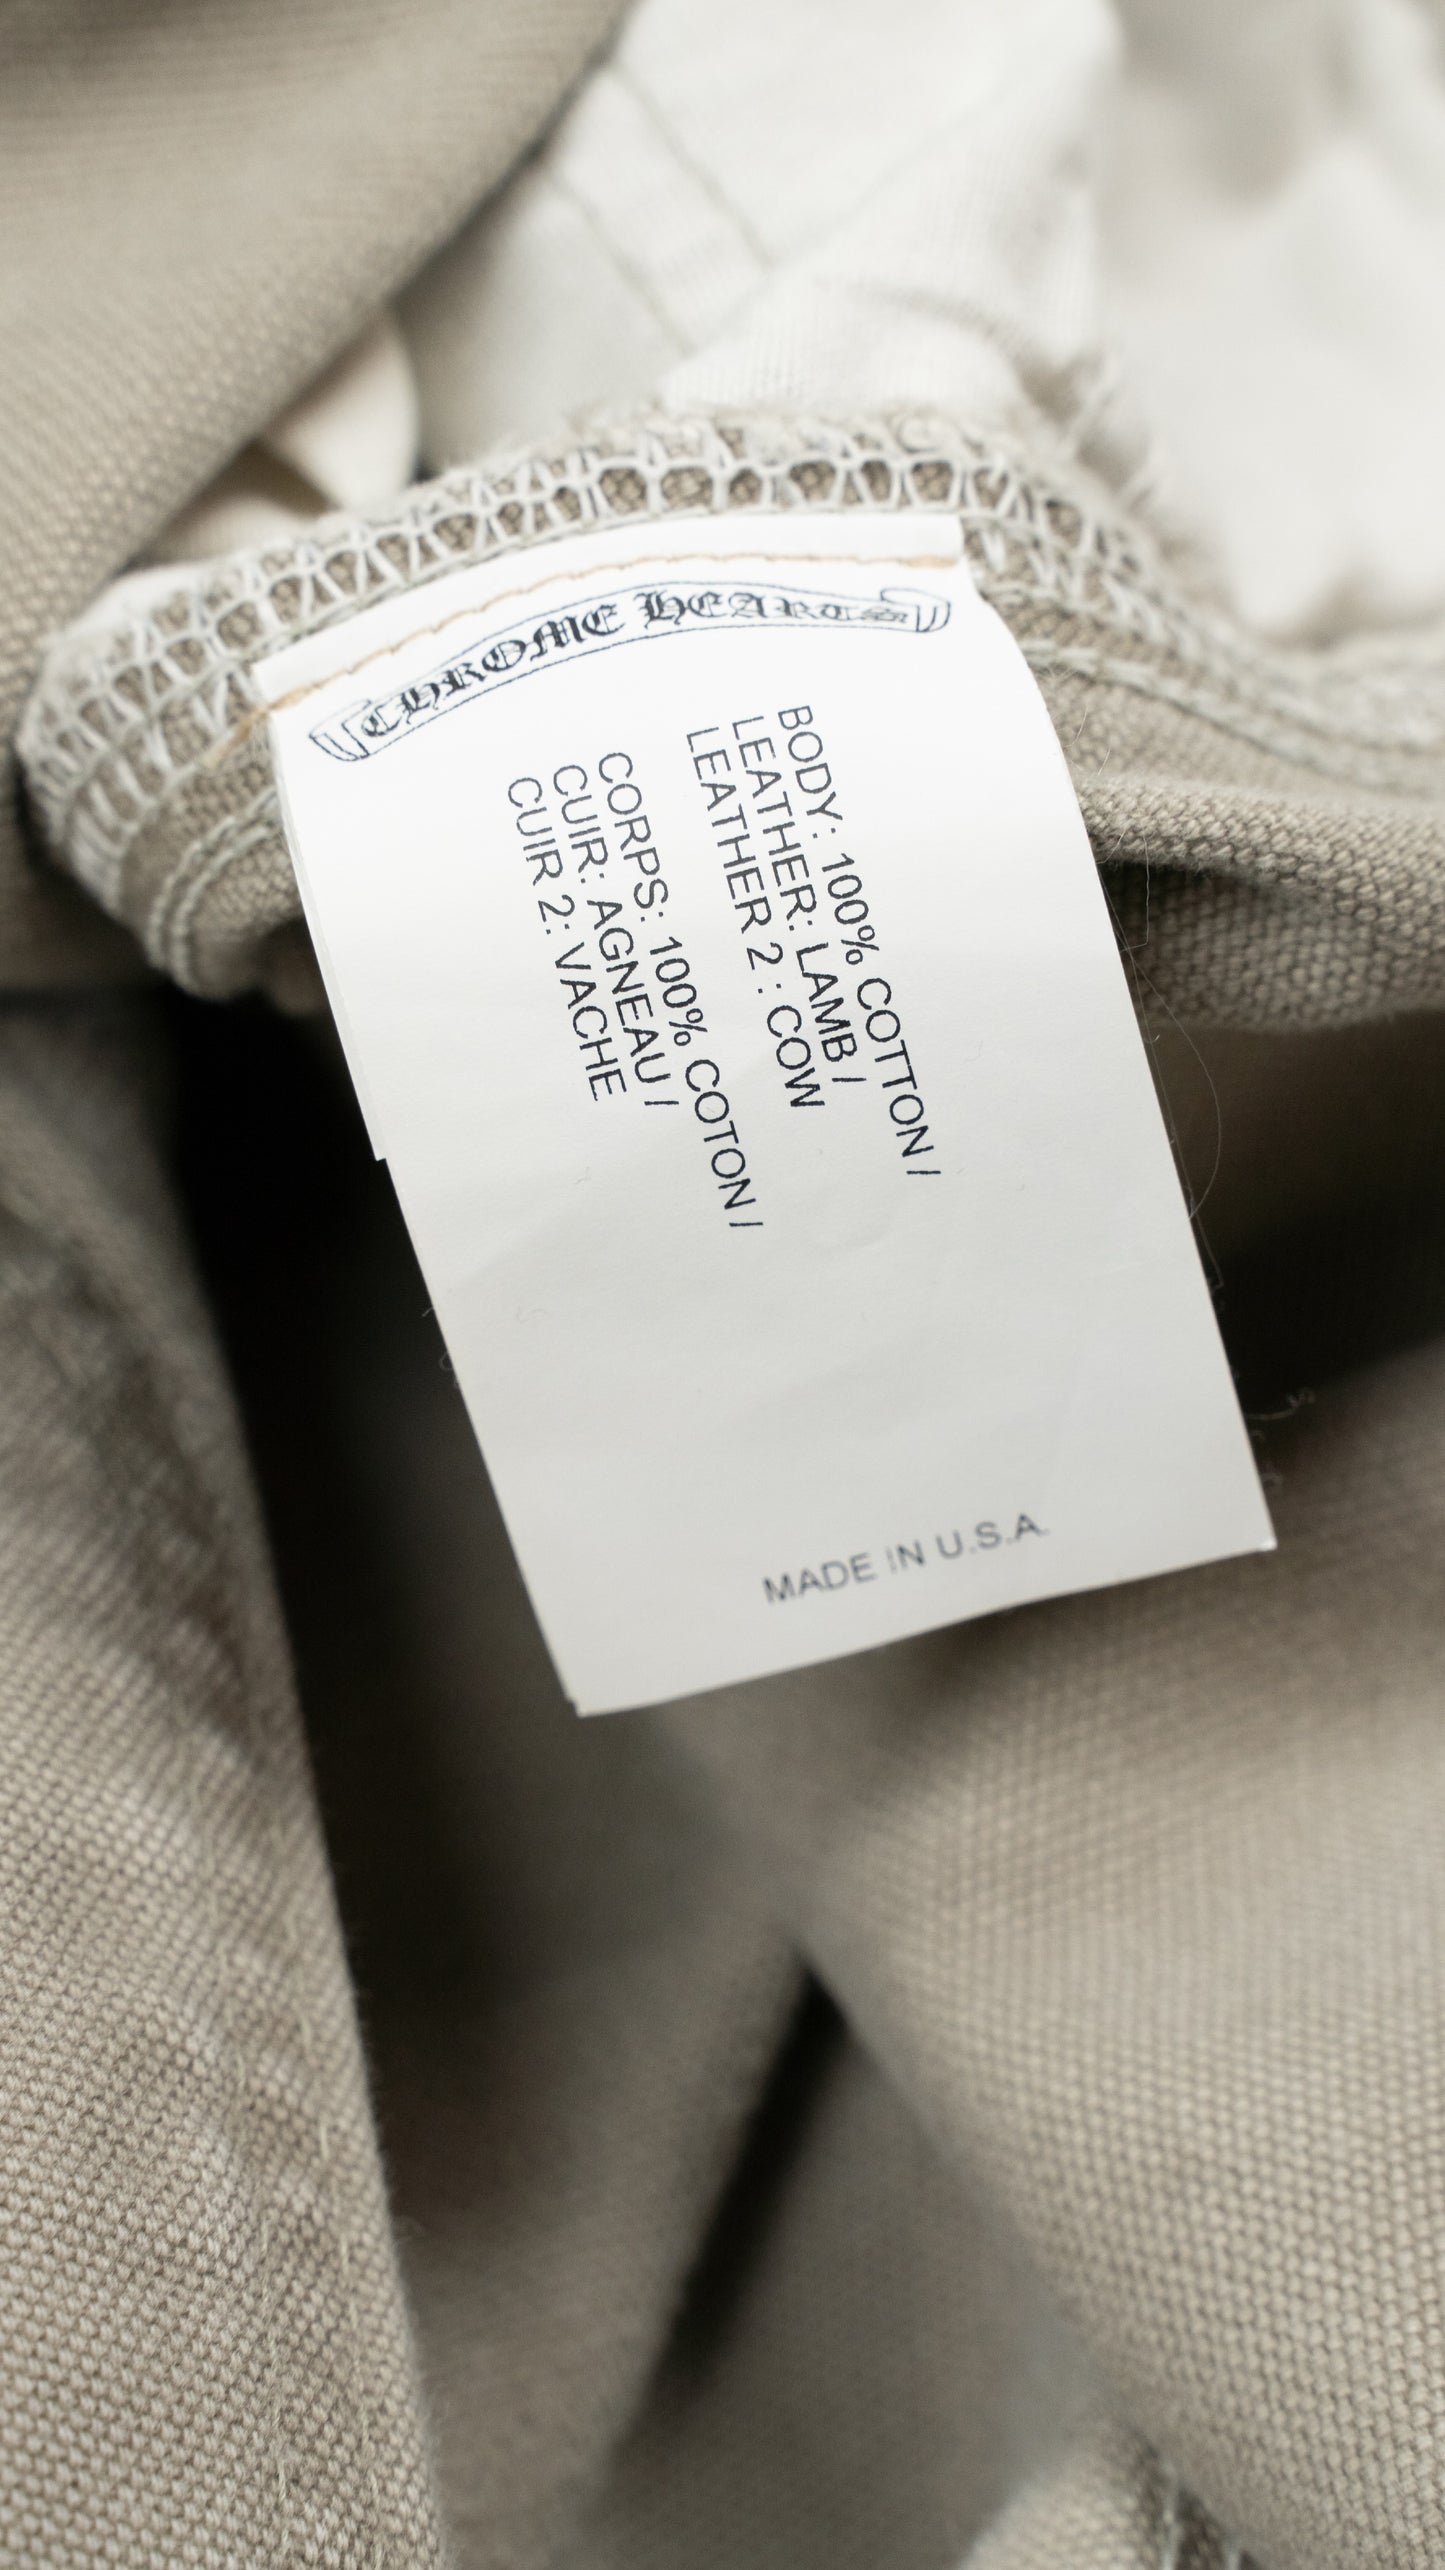 CHROME HEARTS
BODY: 100% COTTON /
LEATHER: LAMB /
LEATHER 2 : COW
CORPS: 100% COTON /
CUIR: AGNEAU /
CUIR 2: VACHE
MADE IN U.S.A.